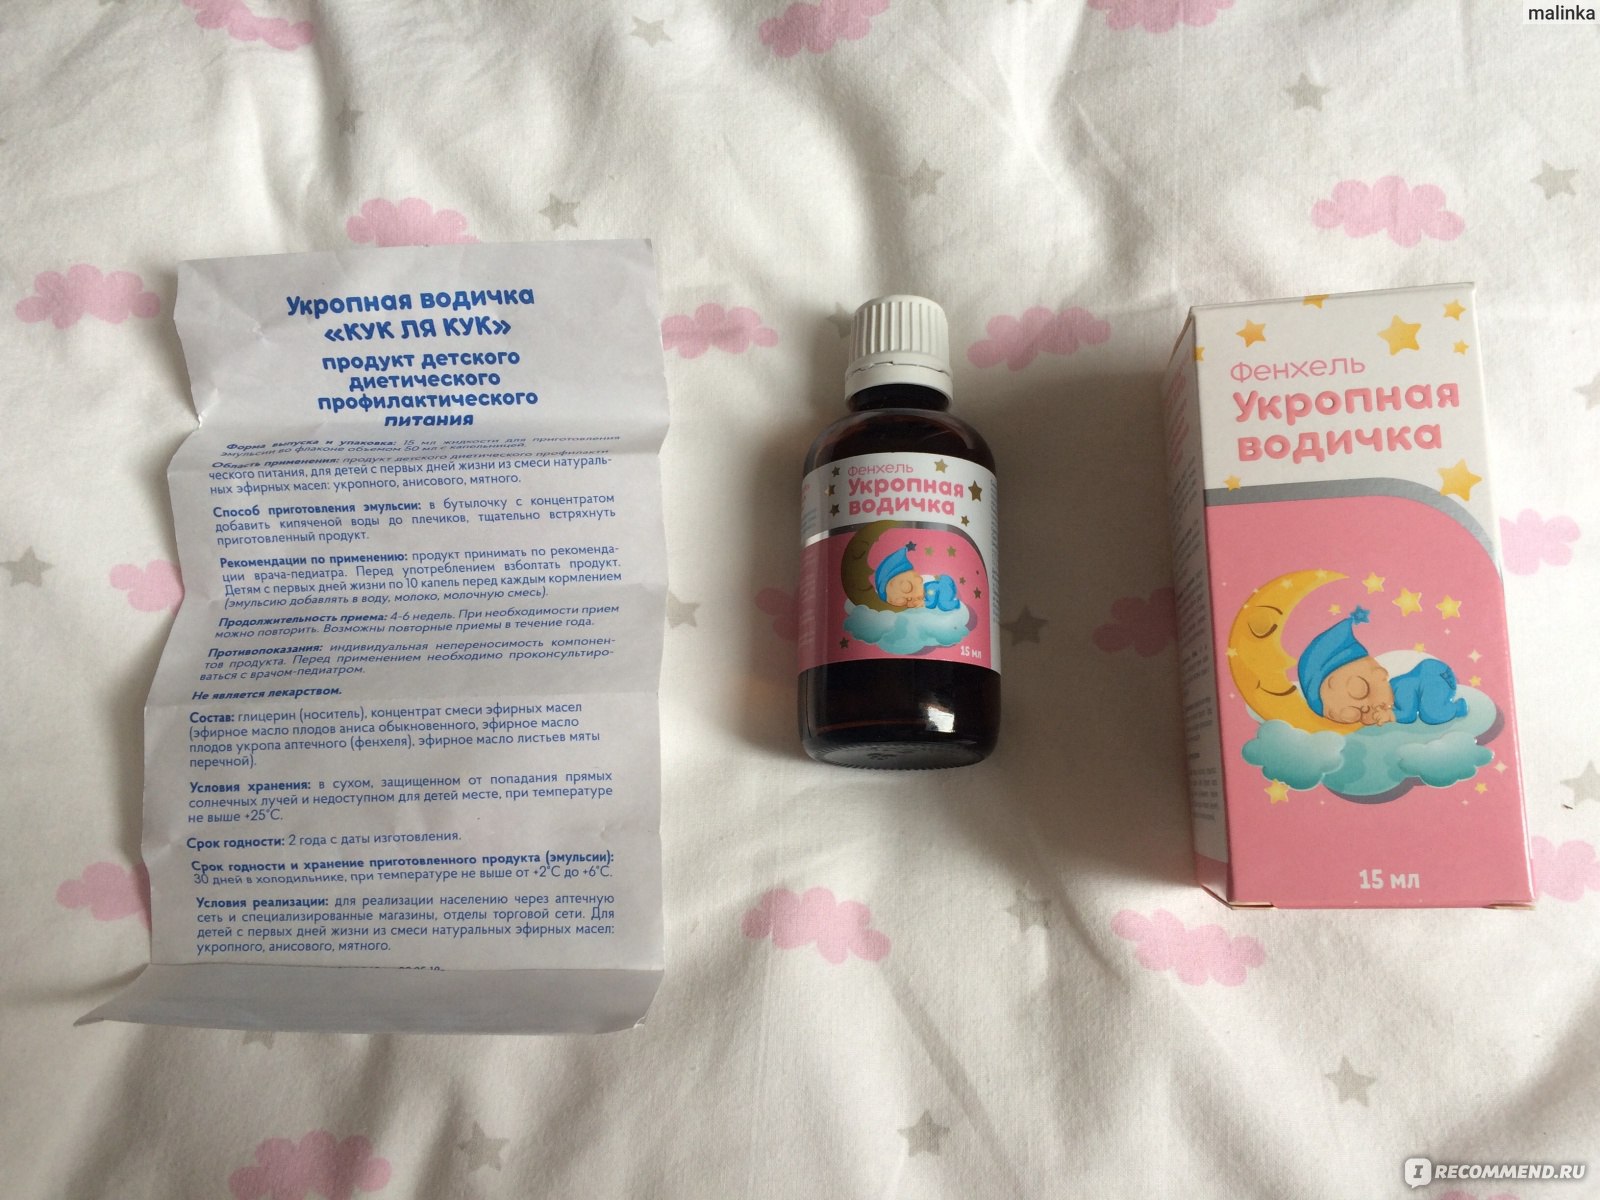 malinka
Укропная водичка
«КУК ЛЯ КУК»
продукт детского
диетического
профилактического
питания
Форма выпуска и упаковка: 15 мл жидкости для приготовления
эмульсии во флаконе объемом 50 мл с капельницей.
Область применения: продукт детского диетического профилакти-
ческого питания, для детей с первых дней жизни из смеси натураль-
ных эфирных масел: укропного, анисового, мятного.
Способ приготовления эмульсии: в бутылочку с концентратом
добавить кипяченой воды до плечиков, тщательно встряхнуть
приготовленный продукт.
Рекомендации по применению: продукт принимать по рекоменда-
ции врача-педиатра. Перед употреблением взболтать продукт.
Детям с первых дней жизни по 10 капель перед каждым кормлением
(эмульсию добавлять в воду, молоко, молочную смесь).
Продолжительность приема: 4-6 недель. При необходимости прием
можно повторить. Возможны повторные приемы в течение года.
Противопоказания: индивидуальная непереносимость компонен-
тов продукта. Перед применением необходимо проконсультиро-
ваться с врачом-педиатром.
Не является лекарством.
Состав: глицерин (носитель), концентрат смеси эфирных масел
(эфирное масло плодов аниса обыкновенного, эфирное масло
плодов укропа аптечного (фенхеля), эфирное масло листьев мяты
перечной).
Условия хранения: в сухом, защищенном от попадания прямых
солнечных лучей и недоступном для детей месте, при температуре
не выше +25°С.
Срок годности: 2 года с даты изготовления.
Срок годности и хранение приготовленного продукта (эмульсии):
30 дней в холодильнике, при температуре не выше от +2°С до +6°С.
Условия реализации: для реализации населению через аптечную
сеть и специализированные магазины, отделы торговой сети. Для
детей с первых дней жизни из смеси натуральных эфирных масел:
укропного, анисового, мятного.
Фенхель
Укропная
водичка
15 мл
Фенхель
Укропная
водичка
15 мл
IRECOMMEND.RU